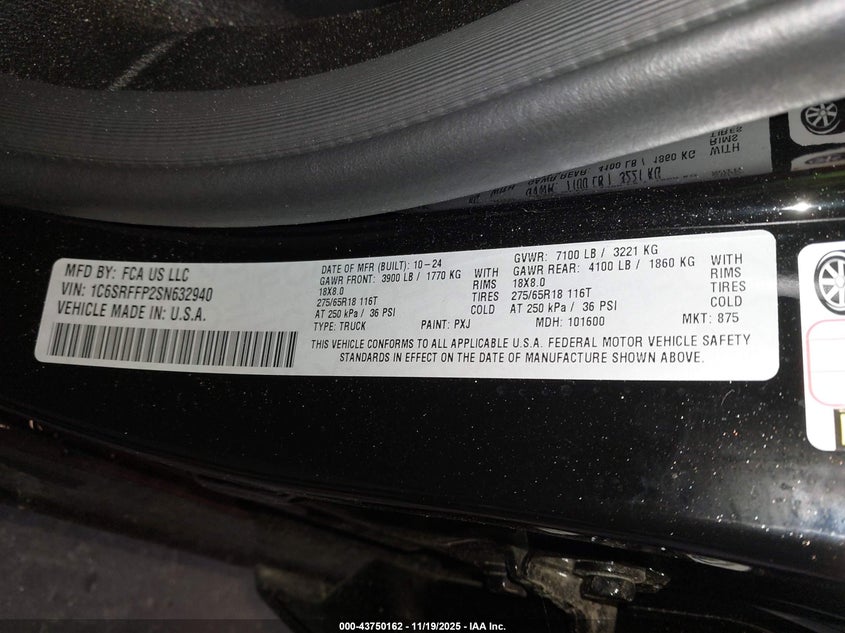 MFD BY: FCA US LLC
VIN: 1C6SRFFP2SN632940
VEHICLE MADE IN: U.S.A.
DATE OF MFR (BUILT): 10-24
GAWR FRONT: 3900 LB / 1770 KG WITH
18X8.0 RIMS
275/65R18 116T TIRES
AT 250 kPa / 36 PSI COLD
GVWR: 7100 LB / 3221 KG
GAWR REAR: 4100 LB / 1860 KG WITH
18X8.0 RIMS
275/65R18 116T TIRES
AT 250 kPa / 36 PSI COLD
TYPE: TRUCK PAINT: PXJ MDH: 101600 MKT: 875
THIS VEHICLE CONFORMS TO ALL APPLICABLE U.S.A. FEDERAL MOTOR VEHICLE SAFETY
STANDARDS IN EFFECT ON THE DATE OF MANUFACTURE SHOWN ABOVE.
000-43750162 - 11/19/2025 - IAA Inc.